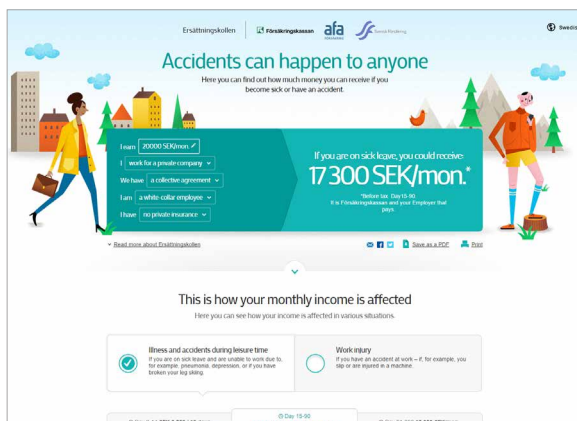 Ersättningskollen
Försäkringskassan
afa
FÖRSÄKRING
Svensk Försäkring
Swedis
Accidents can happen to anyone
Here you can find out how much money you can receive if you
become sick or have an accident.
I earn 20000 SEK/mon.
I work for a private company
We have a collective agreement
I am a white-collar employee
I have no private insurance
If you are on sick leave, you could receive:
17 300 SEK/mon.*
*Before tax. Day 15-90.
It is Försäkringskassan and your Employer that
pays.
Read more about Ersättningskollen
Save as a PDF
Print
This is how your monthly income is affected
Here you can see how your income is affected in various situations.
Illness and accidents during leisure time
If you are on sick leave and are unable to work due to,
for example, pneumonia, depression, or if you have
broken your leg skiing.
Work injury
If you have an accident at work – if, for example, you
slip or are injured in a machine.
Day 15-90